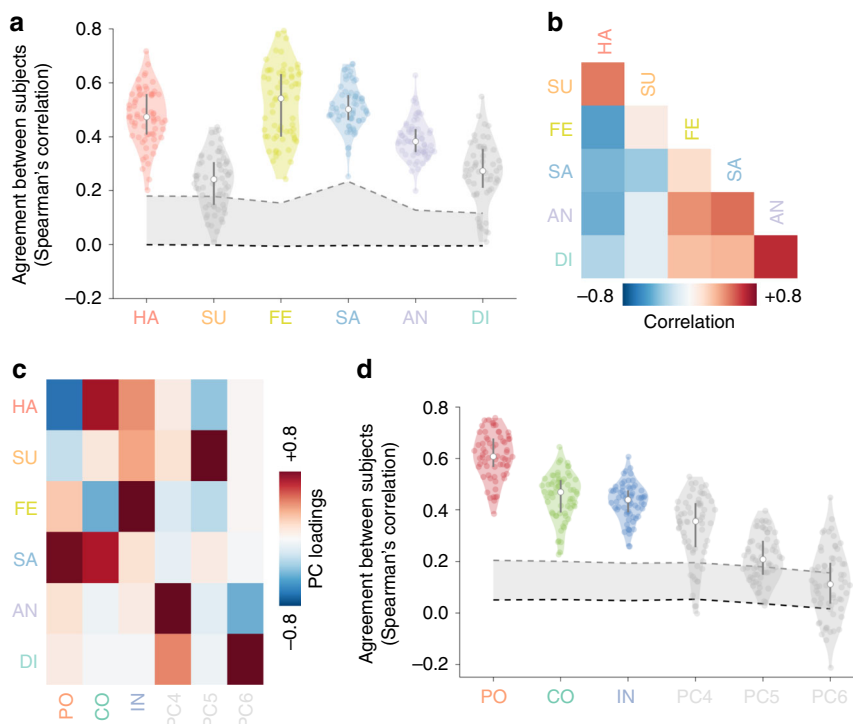 a
Agreement between subjects
(Spearman's correlation)
0.8
0.6
0.4
0.2
0.0
−0.2
HA SU FE SA AN DI
b
HA
SU SU
FE FE
SA SA
AN AN
DI
−0.8 +0.8
Correlation
c
HA
SU
FE
SA
AN
DI
PO CO IN PC4 PC5 PC6
+0.8
PC loadings
−0.8
d
Agreement between subjects
(Spearman's correlation)
0.8
0.6
0.4
0.2
0.0
−0.2
PO CO IN PC4 PC5 PC6